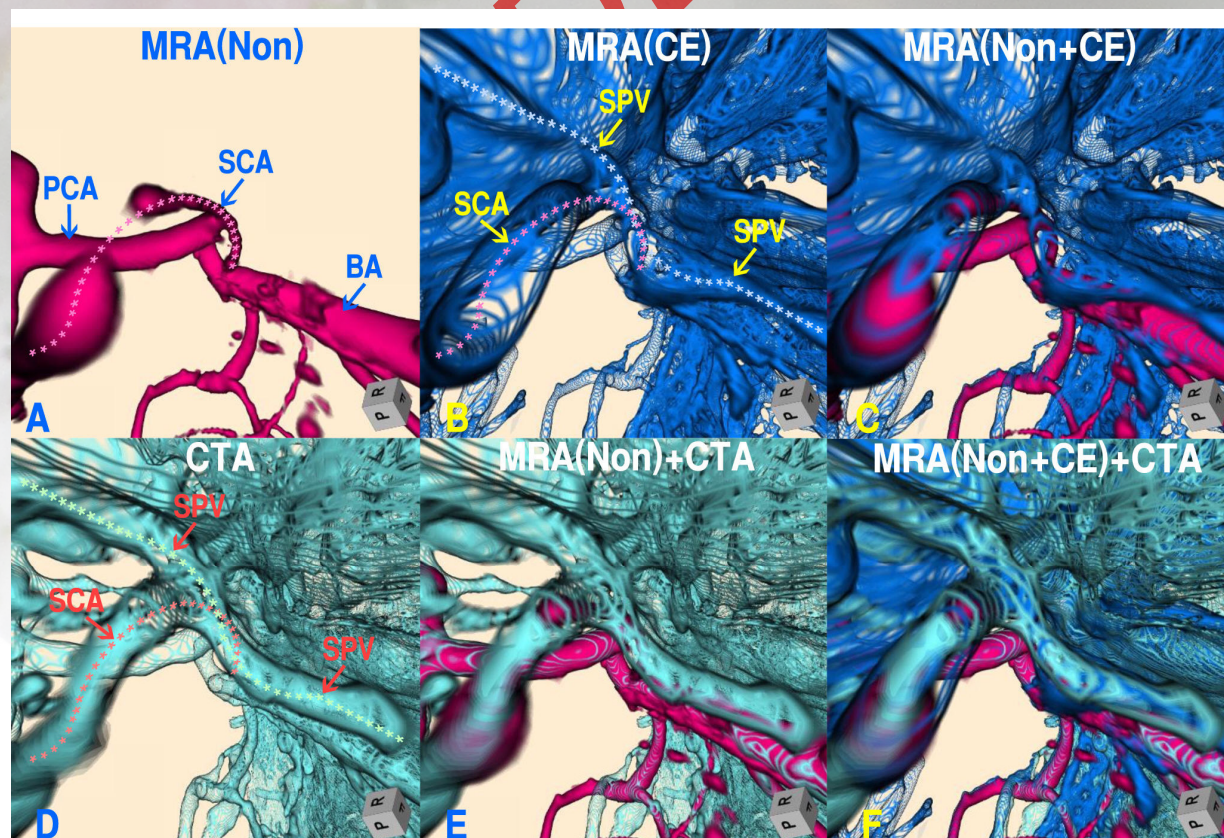 MRA(Non)
PCA
SCA
BA
A
P R
MRA(CE)
SPV
SCA
SPV
B
P R
MRA(Non+CE)
C
P R
CTA
SPV
SCA
SPV
D
P R
MRA(Non)+CTA
E
P R
MRA(Non+CE)+CTA
F
P R